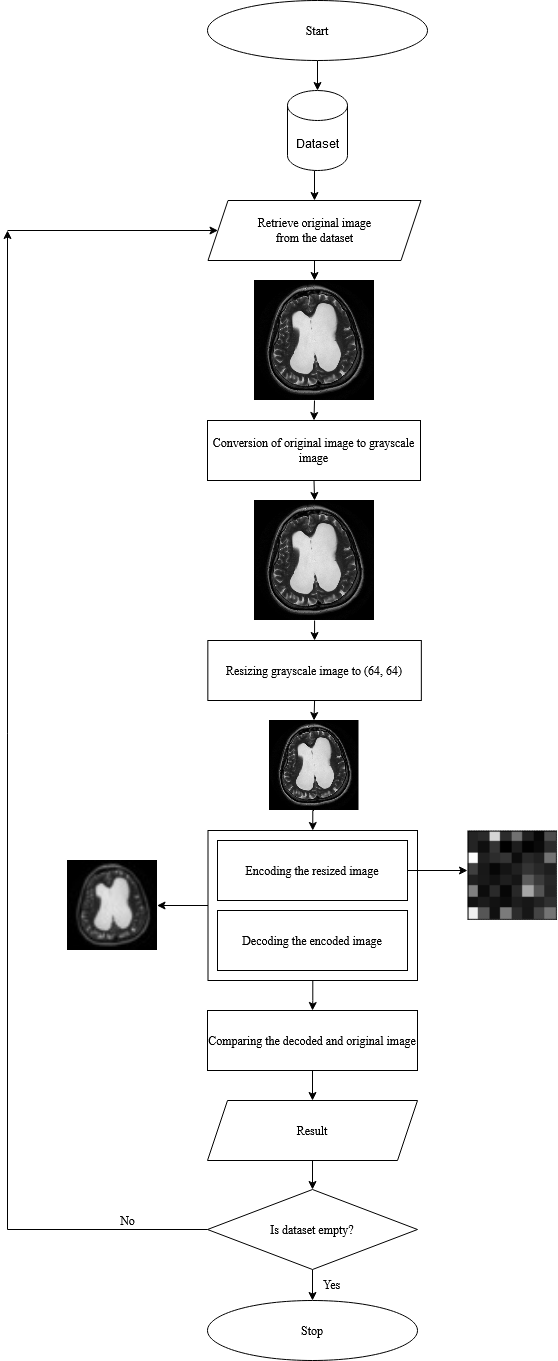 Start
Dataset
Retrieve original image
from the dataset
Conversion of original image to grayscale
image
Resizing grayscale image to (64, 64)
Encoding the resized image
Decoding the encoded image
Comparing the decoded and original image
Result
Is dataset empty?
No
Yes
Stop